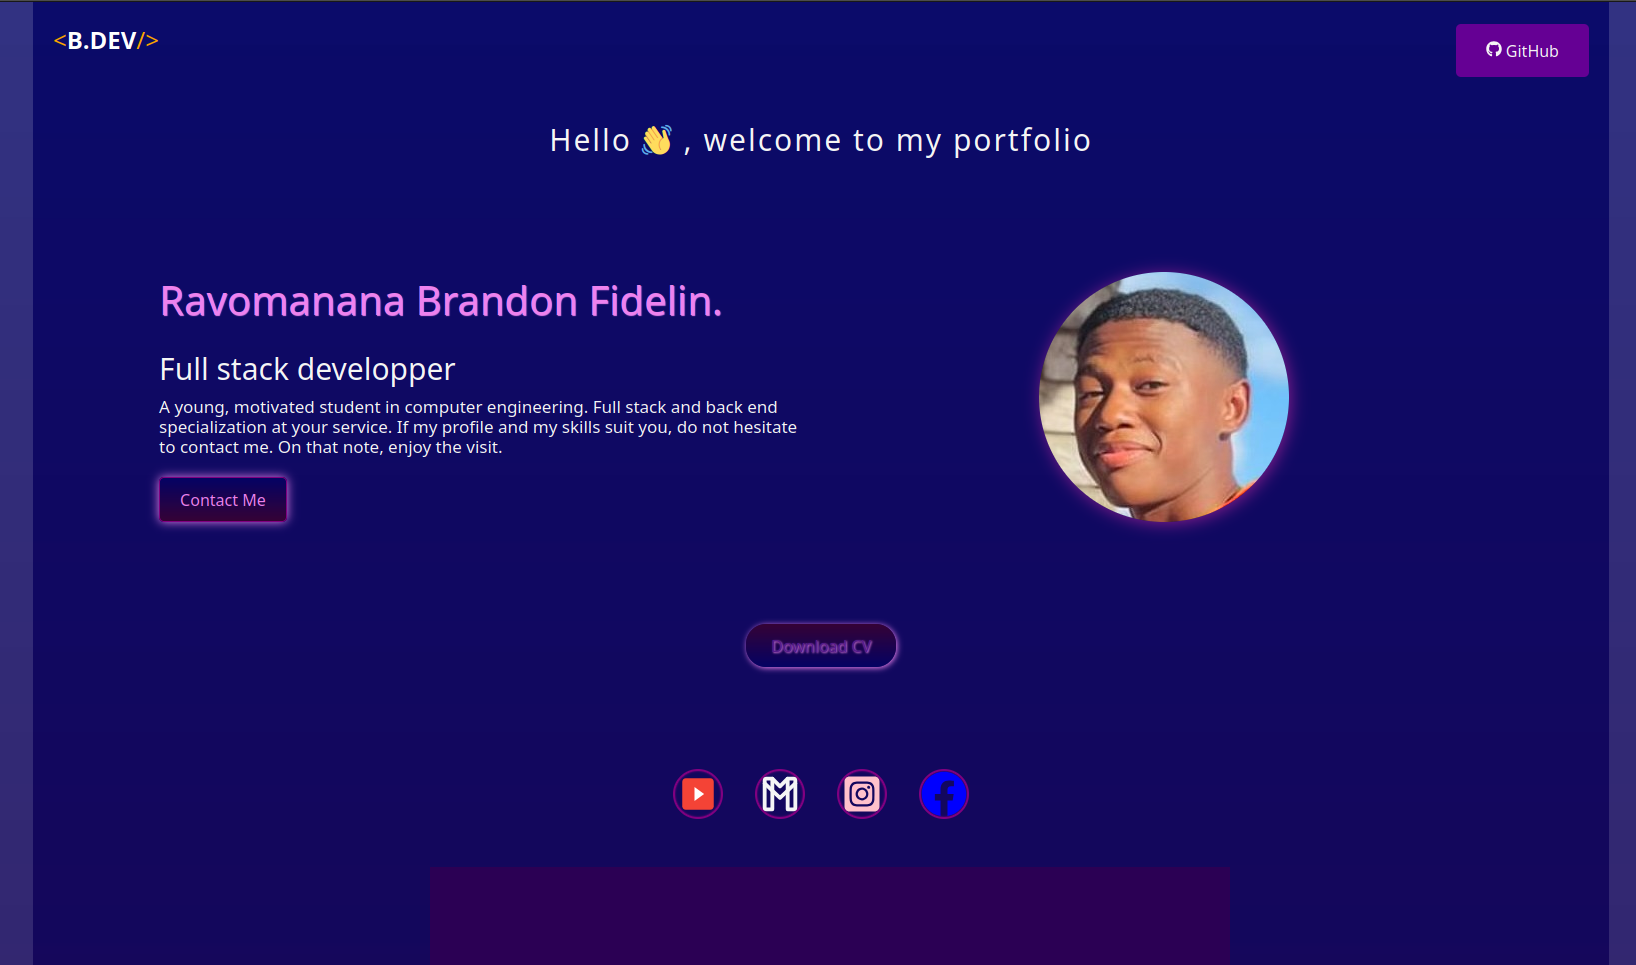 <B.DEV/>
GitHub
Hello 👋 , welcome to my portfolio
Ravomanana Brandon Fidelin.
Full stack developper
A young, motivated student in computer engineering. Full stack and back end
specialization at your service. If my profile and my skills suit you, do not hesitate
to contact me. On that note, enjoy the visit.
Contact Me
Download CV